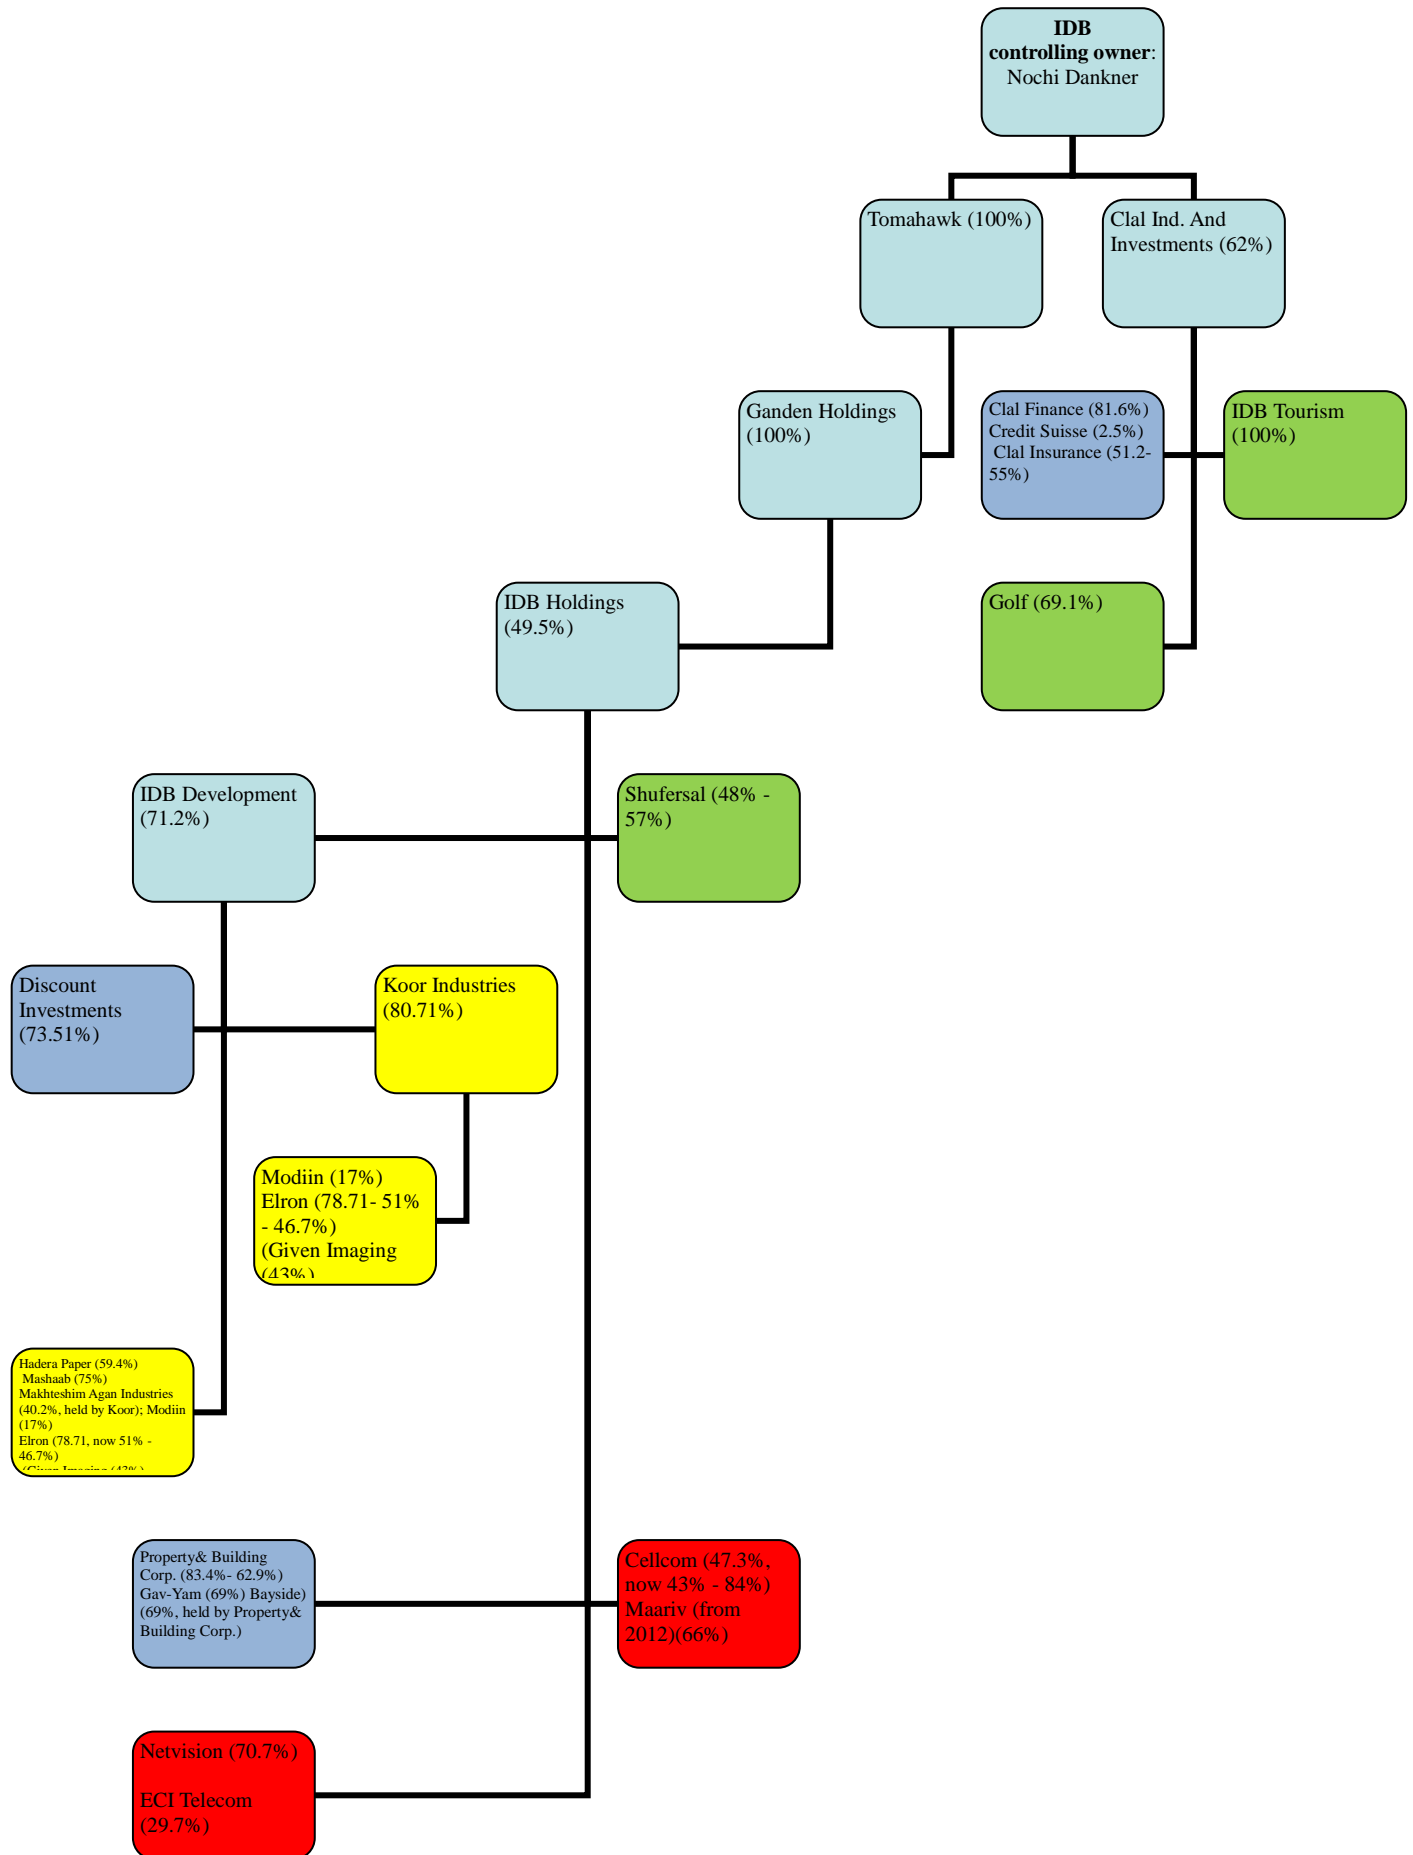 IDB
controlling owner:
Nochi Dankner
Tomahawk (100%)
Clal Ind. And
Investments (62%)
Ganden Holdings
(100%)
Clal Finance (81.6%)
Credit Suisse (2.5%)
Clal Insurance (51.2-
55%)
IDB Tourism
(100%)
IDB Holdings
(49.5%)
Golf (69.1%)
IDB Development
(71.2%)
Shufersal (48% -
57%)
Discount
Investments
(73.51%)
Koor Industries
(80.71%)
Modiin (17%)
Elron (78.71- 51%
- 46.7%)
(Given Imaging
(43%)
Hadera Paper (59.4%)
Mashaab (75%)
Makhteshim Agan Industries
(40.2%, held by Koor); Modiin
(17%)
Elron (78.71, now 51% -
46.7%)
(Given Imaging (43%)
Property& Building
Corp. (83.4%- 62.9%)
Gav-Yam (69%) Bayside)
(69%, held by Property&
Building Corp.)
Cellcom (47.3%,
now 43% - 84%)
Maariv (from
2012)(66%)
Netvision (70.7%)
ECI Telecom
(29.7%)